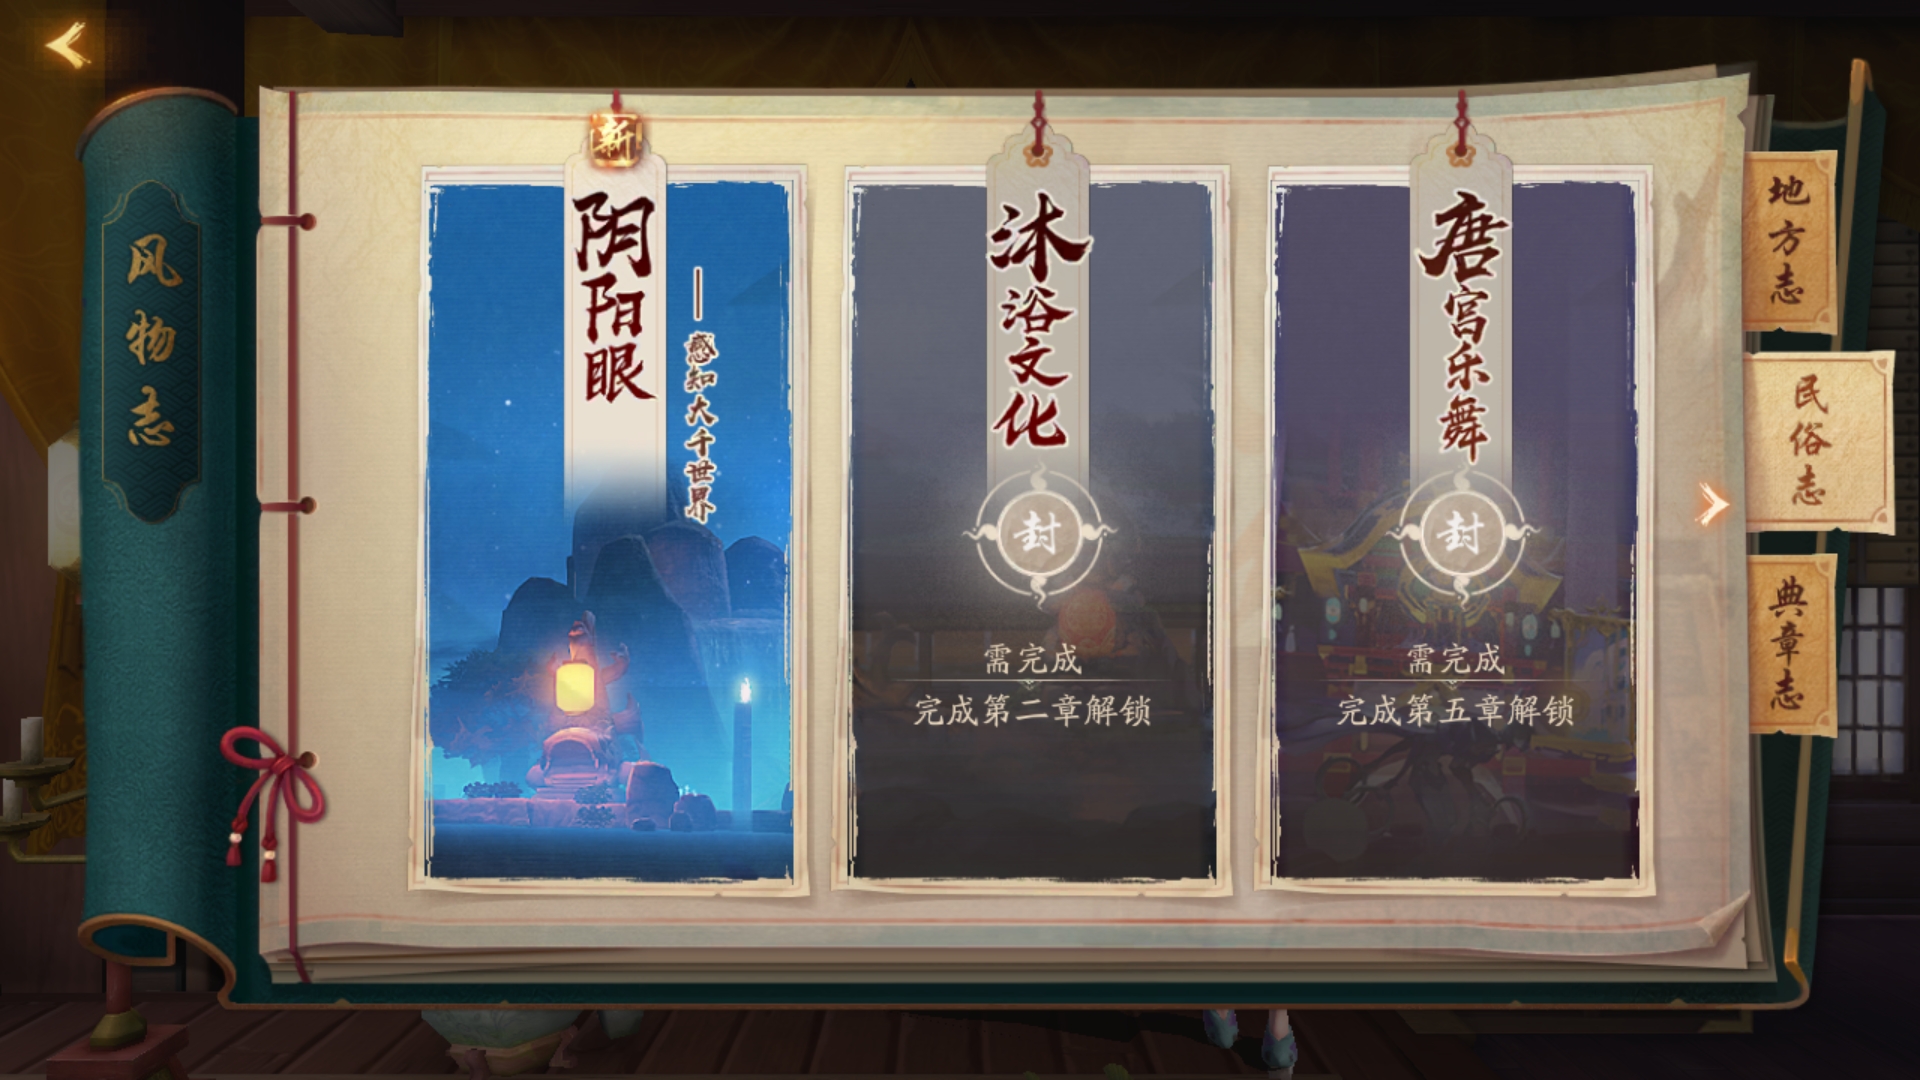 风物志
新
阴阳眼
—感知大千世界
沐浴文化
封
需完成
完成第二章解锁
唐宫乐舞
封
需完成
完成第五章解锁
地方志
民俗志
典章志